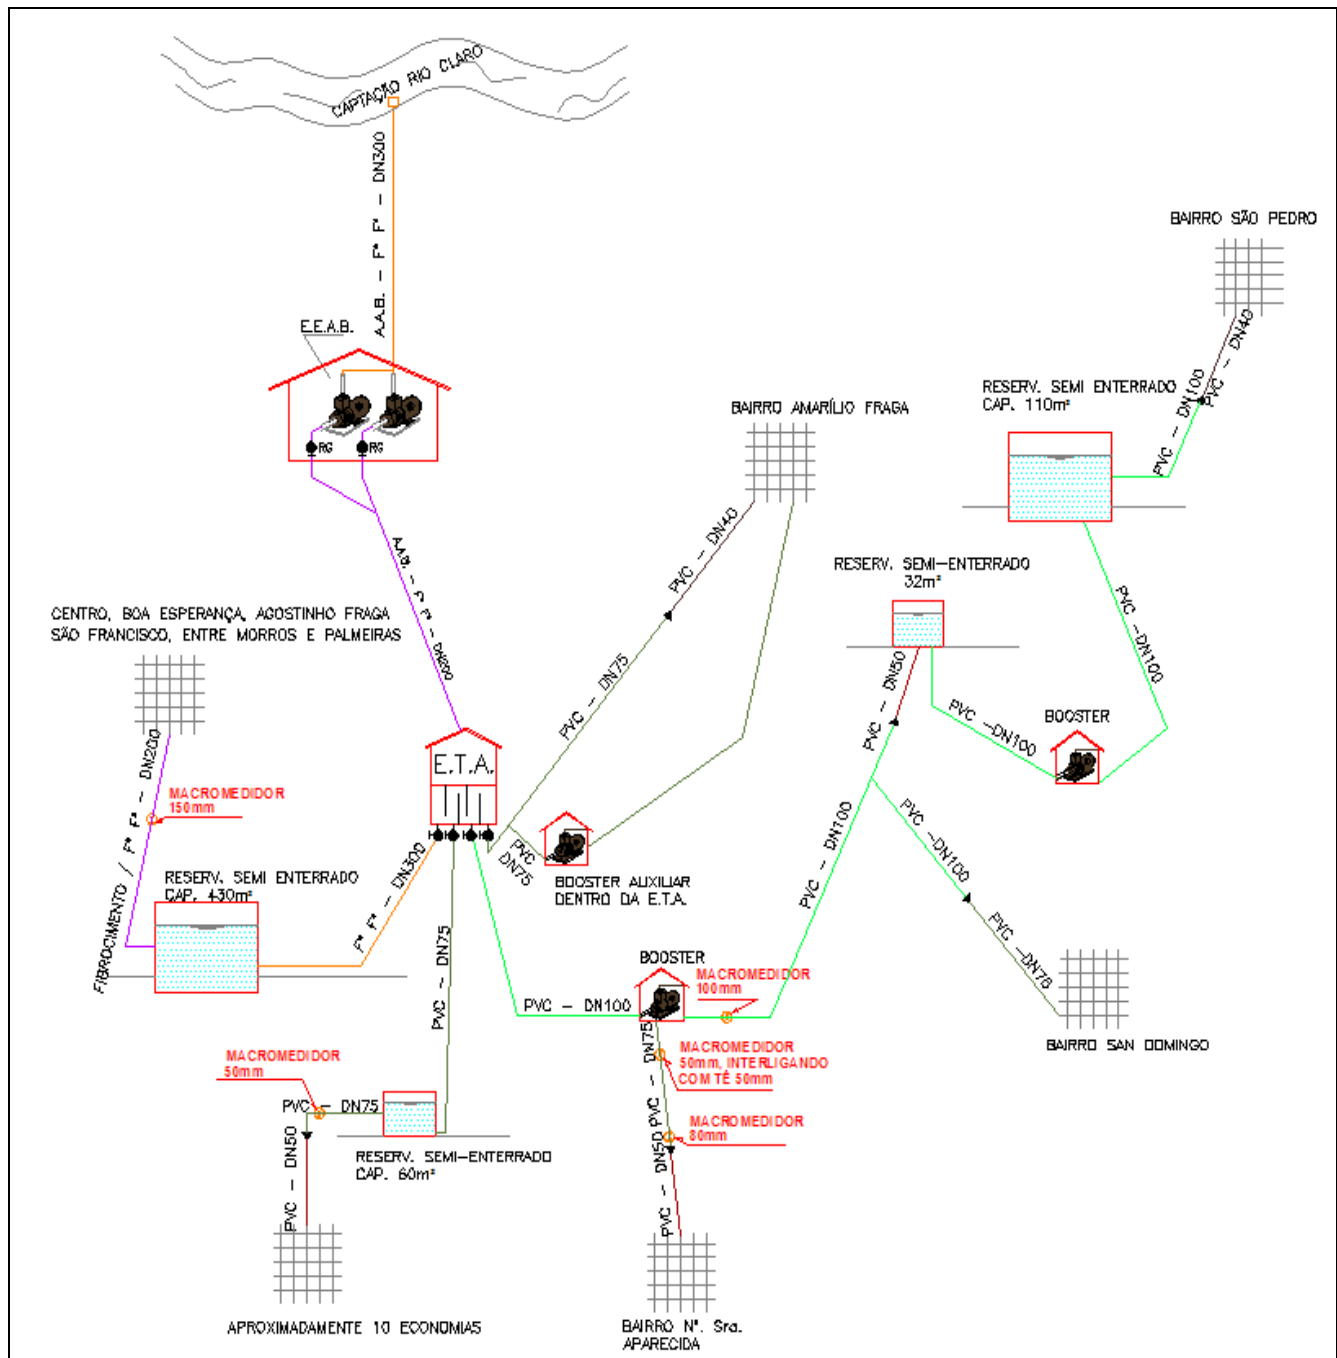 CAPTAÇÃO RIO CLARO
A.A.B. – Fº Fº – DN300
E.E.A.B.
RG
RG
A.A.B. – Fº Fº – DN200
BAIRRO SÃO PEDRO
PVC – DN40
PVC – DN100
RESERV. SEMI ENTERRADO
CAP. 110m³
BAIRRO AMARÍLIO FRAGA
PVC – DN40
PVC – DN75
RESERV. SEMI-ENTERRADO
32m³
PVC – DN50
PVC –DN100
PVC –DN100
BOOSTER
CENTRO, BOA ESPERANÇA, AGOSTINHO FRAGA
SÃO FRANCISCO, ENTRE MORROS E PALMEIRAS
FIBROCIMENTO / Fº Fº – DN200
MACROMEDIDOR
150mm
E.T.A.
RESERV. SEMI ENTERRADO
CAP. 430m³
Fº Fº – DN300
PVC
DN75
BOOSTER AUXILIAR
DENTRO DA E.T.A.
PVC – DN75
PVC – DN100
PVC – DN100
PVC –DN100
PVC –DN75
BAIRRO SAN DOMINGO
BOOSTER
MACROMEDIDOR
100mm
MACROMEDIDOR
50mm, INTERLIGANDO
COM TÊ 50mm
MACROMEDIDOR
80mm
PVC – DN75
PVC – DN50
MACROMEDIDOR
50mm
PVC – DN75
PVC – DN50
RESERV. SEMI-ENTERRADO
CAP. 60m³
APROXIMADAMENTE 10 ECONOMIAS
BAIRRO Nª. Sra.
APARECIDA